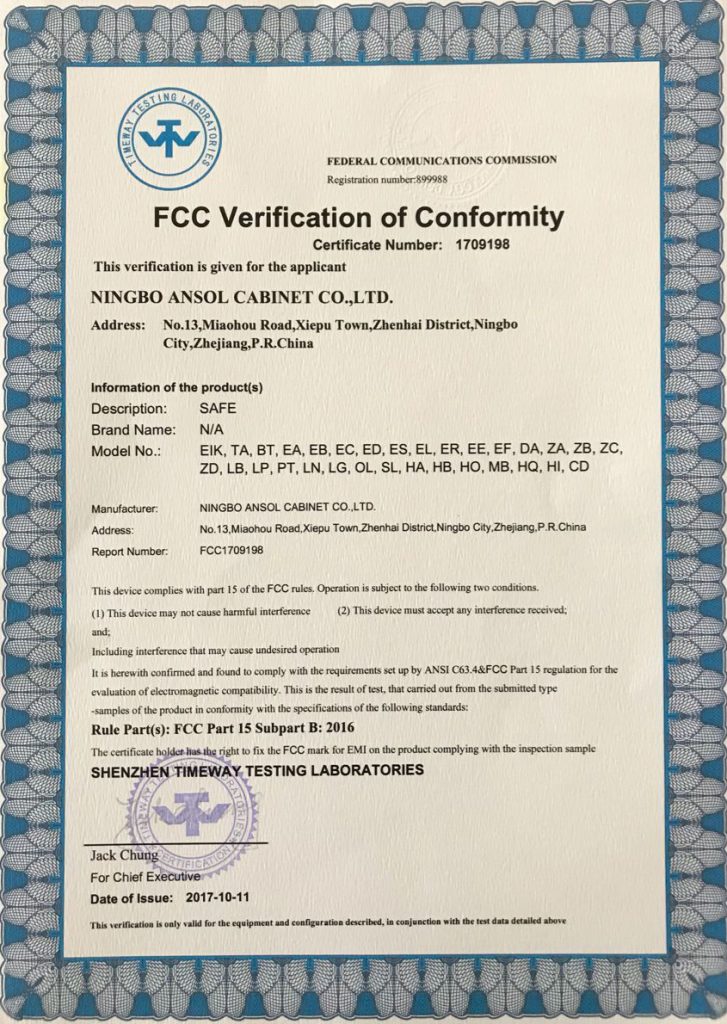 TIMEWAY TESTING LABORATORIES
TW
FEDERAL COMMUNICATIONS COMMISSION
Registration number:899988
FCC Verification of Conformity
Certificate Number: 1709198
This verification is given for the applicant
NINGBO ANSOL CABINET CO.,LTD.
Address: No.13,Miaohou Road,Xiepu Town,Zhenhai District,Ningbo
City,Zhejiang,P.R.China
Information of the product(s)
Description: SAFE
Brand Name: N/A
Model No.: EIK, TA, BT, EA, EB, EC, ED, ES, EL, ER, EE, EF, DA, ZA, ZB, ZC,
ZD, LB, LP, PT, LN, LG, OL, SL, HA, HB, HO, MB, HQ, HI, CD
Manufacturer: NINGBO ANSOL CABINET CO.,LTD.
Address: No.13,Miaohou Road,Xiepu Town,Zhenhai District,Ningbo City,Zhejiang,P.R.China
Report Number: FCC1709198
This device complies with part 15 of the FCC rules. Operation is subject to the following two conditions.
(1) This device may not cause harmful interference (2) This device must accept any interference received;
and;
Including interference that may cause undesired operation
It is herewith confirmed and found to comply with the requirements set up by ANSI C63.4&FCC Part 15 regulation for the
evaluation of electromagnetic compatibility. This is the result of test, that carried out from the submitted type
-samples of the product in conformity with the specifications of the following standards:
Rule Part(s): FCC Part 15 Subpart B: 2016
The certificate holder has the right to fix the FCC mark for EMI on the product complying with the inspection sample
SHENZHEN TIMEWAY TESTING LABORATORIES
TIMEWAY TESTING LABORATORIES
TW
CERTIFICATION
Jack Chung
For Chief Executive
Date of Issue: 2017-10-11
This verification is only valid for the equipment and configuration described, in conjunction with the test data detailed above